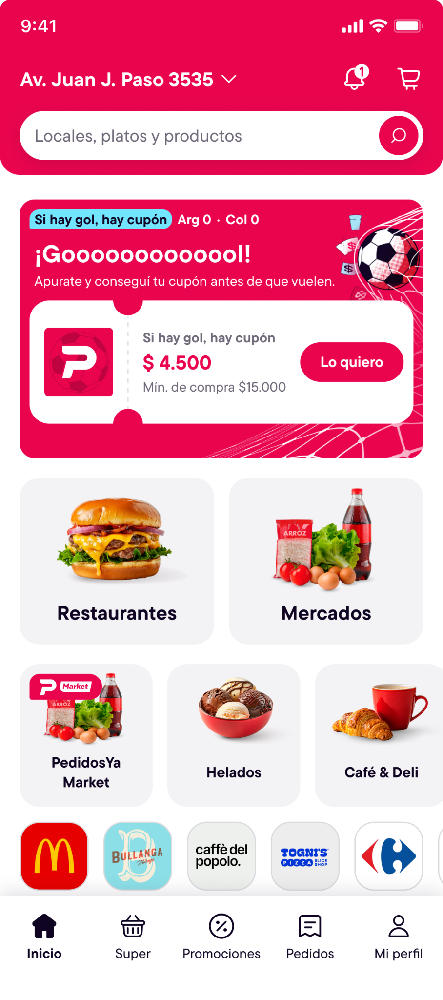 9:41
Av. Juan J. Paso 3535
1
Locales, platos y productos
Si hay gol, hay cupón Arg 0 · Col 0
¡Gooooooooooool!
Apurate y conseguí tu cupón antes de que vuelen.
Si hay gol, hay cupón
$ 4.500
Mín. de compra $15.000
Lo quiero
ARROZ
Restaurantes
Mercados
Market
ARROZ
PedidosYa
Market
Helados
Café & Deli
BULLANGA
Milanga
caffè del
popolo.
TOGNI'S
PIZZA SLICE SHOP
Inicio
Super
Promociones
Pedidos
Mi perfil